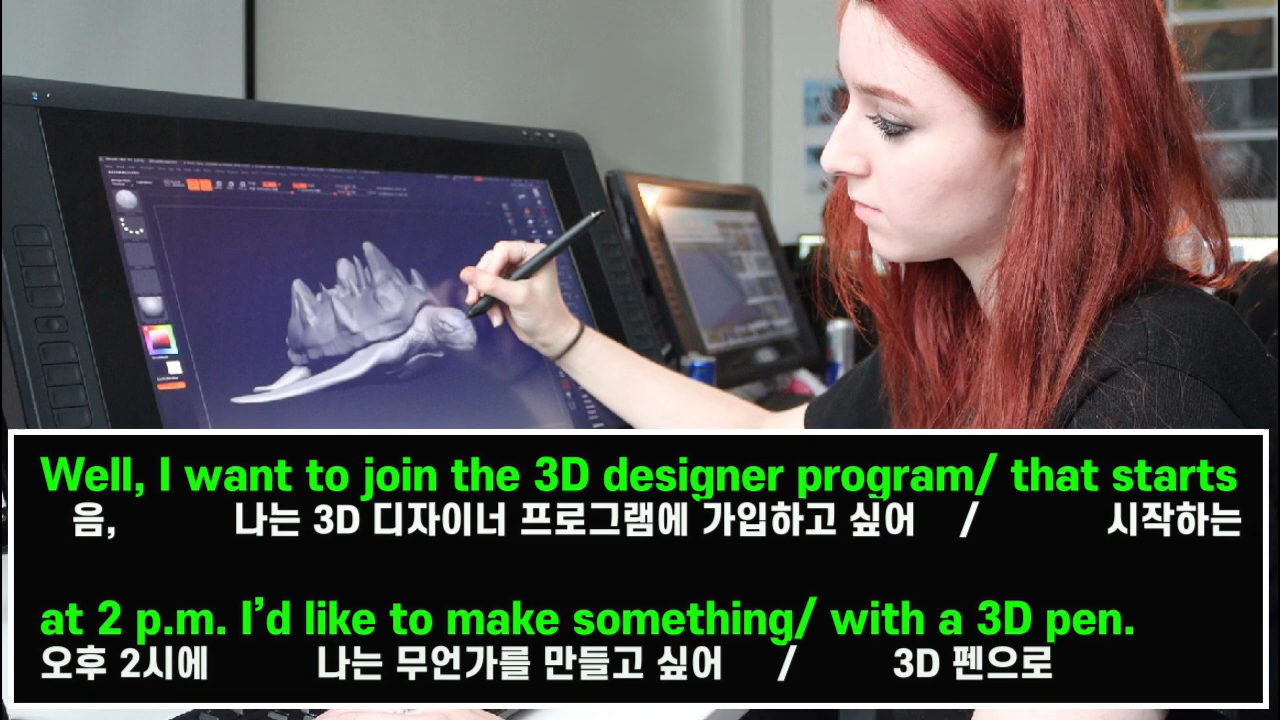 Well, I want to join the 3D designer program/ that starts
음, 나는 3D 디자이너 프로그램에 가입하고 싶어 / 시작하는
at 2 p.m. I’d like to make something/ with a 3D pen.
오후 2시에 나는 무언가를 만들고 싶어 / 3D 펜으로